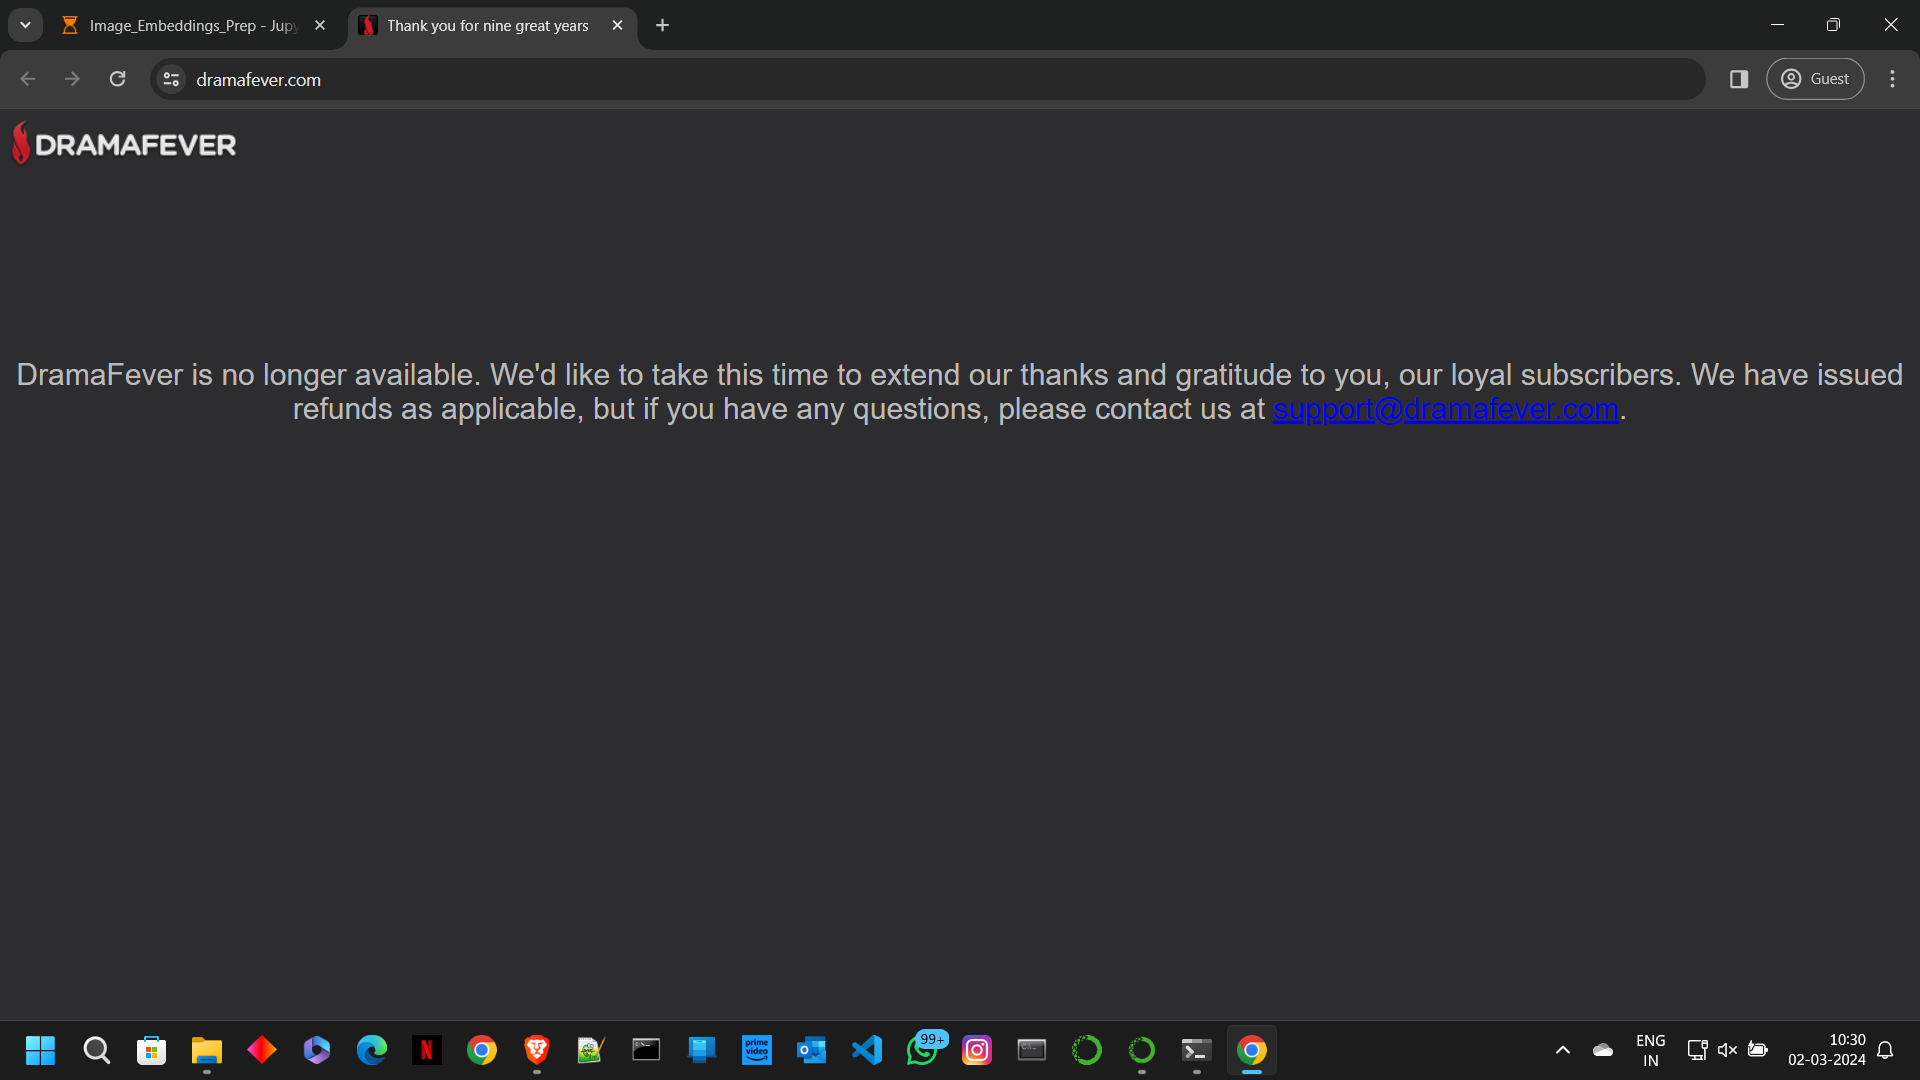 Image_Embeddings_Prep - Jupy
Thank you for nine great years
dramafever.com
Guest
DRAMAFEVER
DramaFever is no longer available. We'd like to take this time to extend our thanks and gratitude to you, our loyal subscribers. We have issued
refunds as applicable, but if you have any questions, please contact us at support@dramafever.com.
N
prime
video
99+
ENG
IN
10:30
02-03-2024